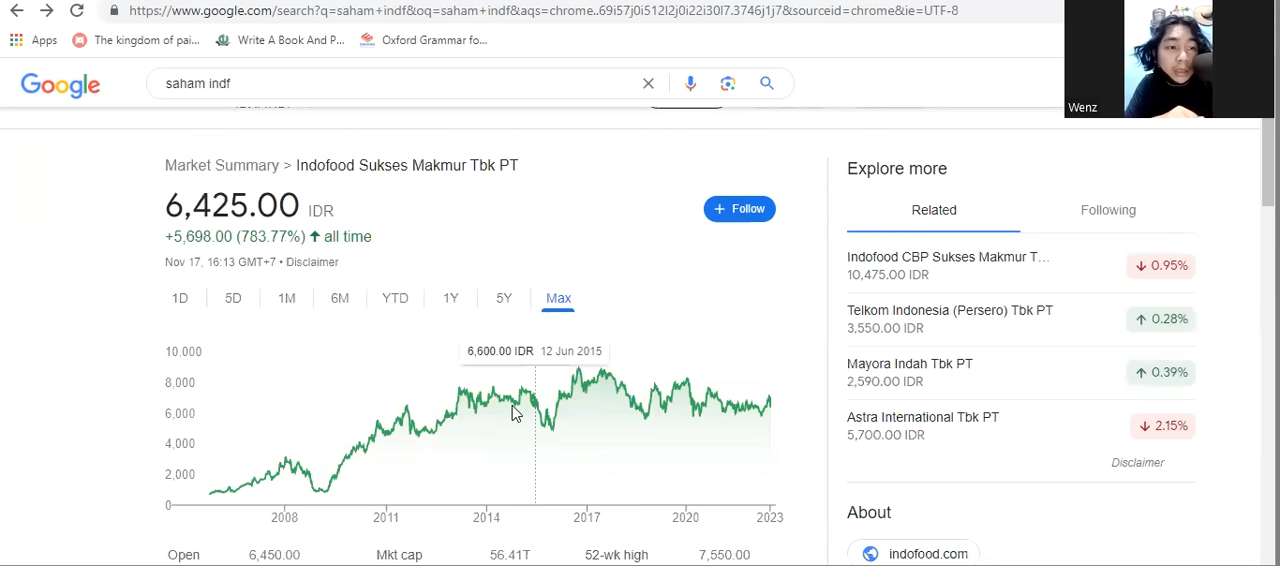 https://www.google.com/search?q=saham+indf&oq=saham+indf&aqs=chrome..69i57j0i512l2j0i22i30l7.3746j1j7&sourceid=chrome&ie=UTF-8
Apps The kingdom of pai... Write A Book And P... Oxford Grammar fo...
Google saham indf
Wenz
Market Summary > Indofood Sukses Makmur Tbk PT
6,425.00 IDR
+5,698.00 (783.77%) ↑ all time
Nov 17, 16:13 GMT+7 • Disclaimer
+ Follow
1D 5D 1M 6M YTD 1Y 5Y Max
6,600.00 IDR 12 Jun 2015
10,000
8,000
6,000
4,000
2,000
0
2008 2011 2014 2017 2020 2023
Open 6,450.00 Mkt cap 56.41T 52-wk high 7,550.00
Explore more
Related Following
Indofood CBP Sukses Makmur T...
10,475.00 IDR
↓ 0.95%
Telkom Indonesia (Persero) Tbk PT
3,550.00 IDR
↑ 0.28%
Mayora Indah Tbk PT
2,590.00 IDR
↑ 0.39%
Astra International Tbk PT
5,700.00 IDR
↓ 2.15%
Disclaimer
About
indofood.com